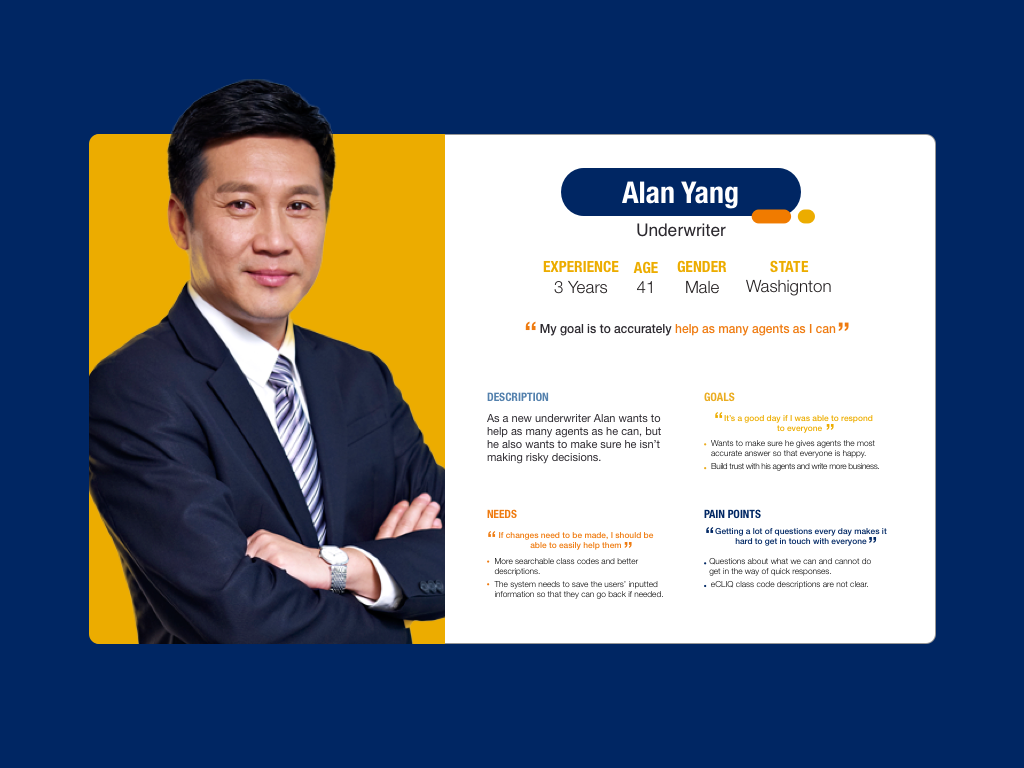 Alan Yang
Underwriter
EXPERIENCE AGE GENDER STATE
3 Years 41 Male Washignton
“ My goal is to accurately help as many agents as I can ”
DESCRIPTION
As a new underwriter Alan wants to
help as many agents as he can, but
he also wants to make sure he isn't
making risky decisions.
GOALS
“ It's a good day if I was able to respond
to everyone ”
• Wants to make sure he gives agents the most
accurate answer so that everyone is happy.
• Build trust with his agents and write more business.
NEEDS
“ If changes need to be made, I should be
able to easily help them ”
• More searchable class codes and better
descriptions.
• The system needs to save the users' inputted
information so that they can go back if needed.
PAIN POINTS
“ Getting a lot of questions every day makes it
hard to get in touch with everyone ”
• Questions about what we can and cannot do
get in the way of quick responses.
• eCLIQ class code descriptions are not clear.